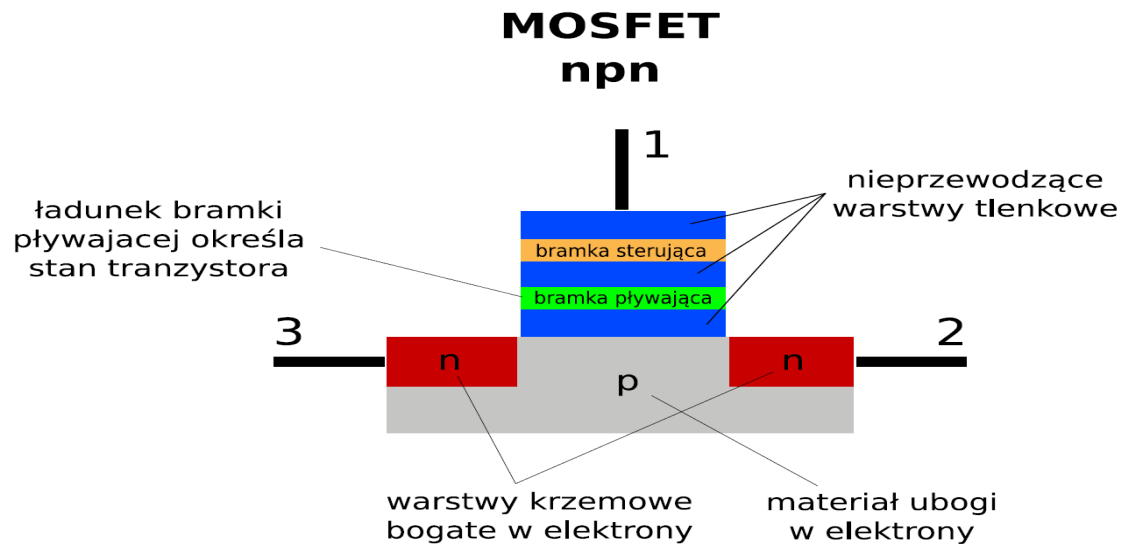 MOSFET
npn
1
nieprzewodzące
warstwy tlenkowe
ładunek bramki
pływajacej określa
stan tranzystora
bramka sterująca
bramka pływająca
3
2
n
n
p
warstwy krzemowe
bogate w elektrony
materiał ubogi
w elektrony